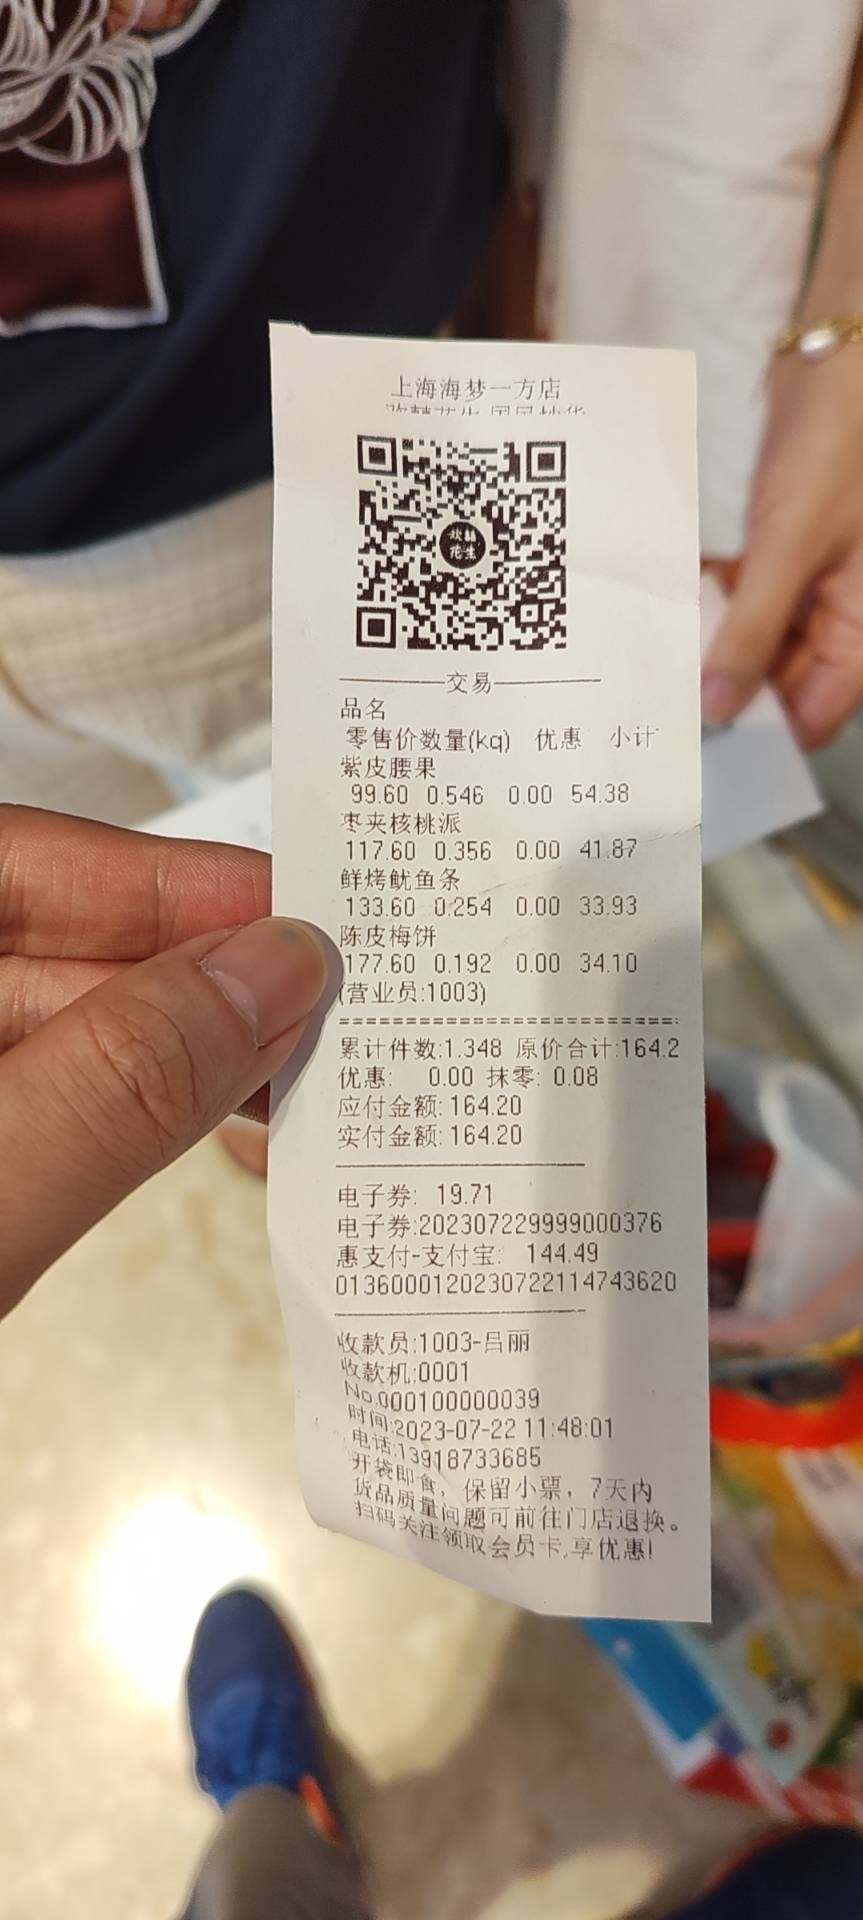 上海海梦一方店
交易
品名
零售价数量(kg) 优惠 小计
紫皮腰果
99.60 0.546 0.00 54.38
枣夹核桃派
117.60 0.356 0.00 41.87
鲜烤鱿鱼条
133.60 0.254 0.00 33.93
陈皮梅饼
177.60 0.192 0.00 34.10
(营业员:1003)
累计件数:1.348 原价合计:164.2
优惠: 0.00 抹零: 0.08
应付金额: 164.20
实付金额: 164.20
电子券: 19.71
电子券:202307229999000376
惠支付-支付宝: 144.49
0136000120230722114743620
收款员:1003-吕丽
收款机:0001
No.000100000039
时间:2023-07-22 11:48:01
电话:13918733685
开袋即食，保留小票，7天内
货品质量问题可前往门店退换。
扫码关注领取会员卡,享优惠!